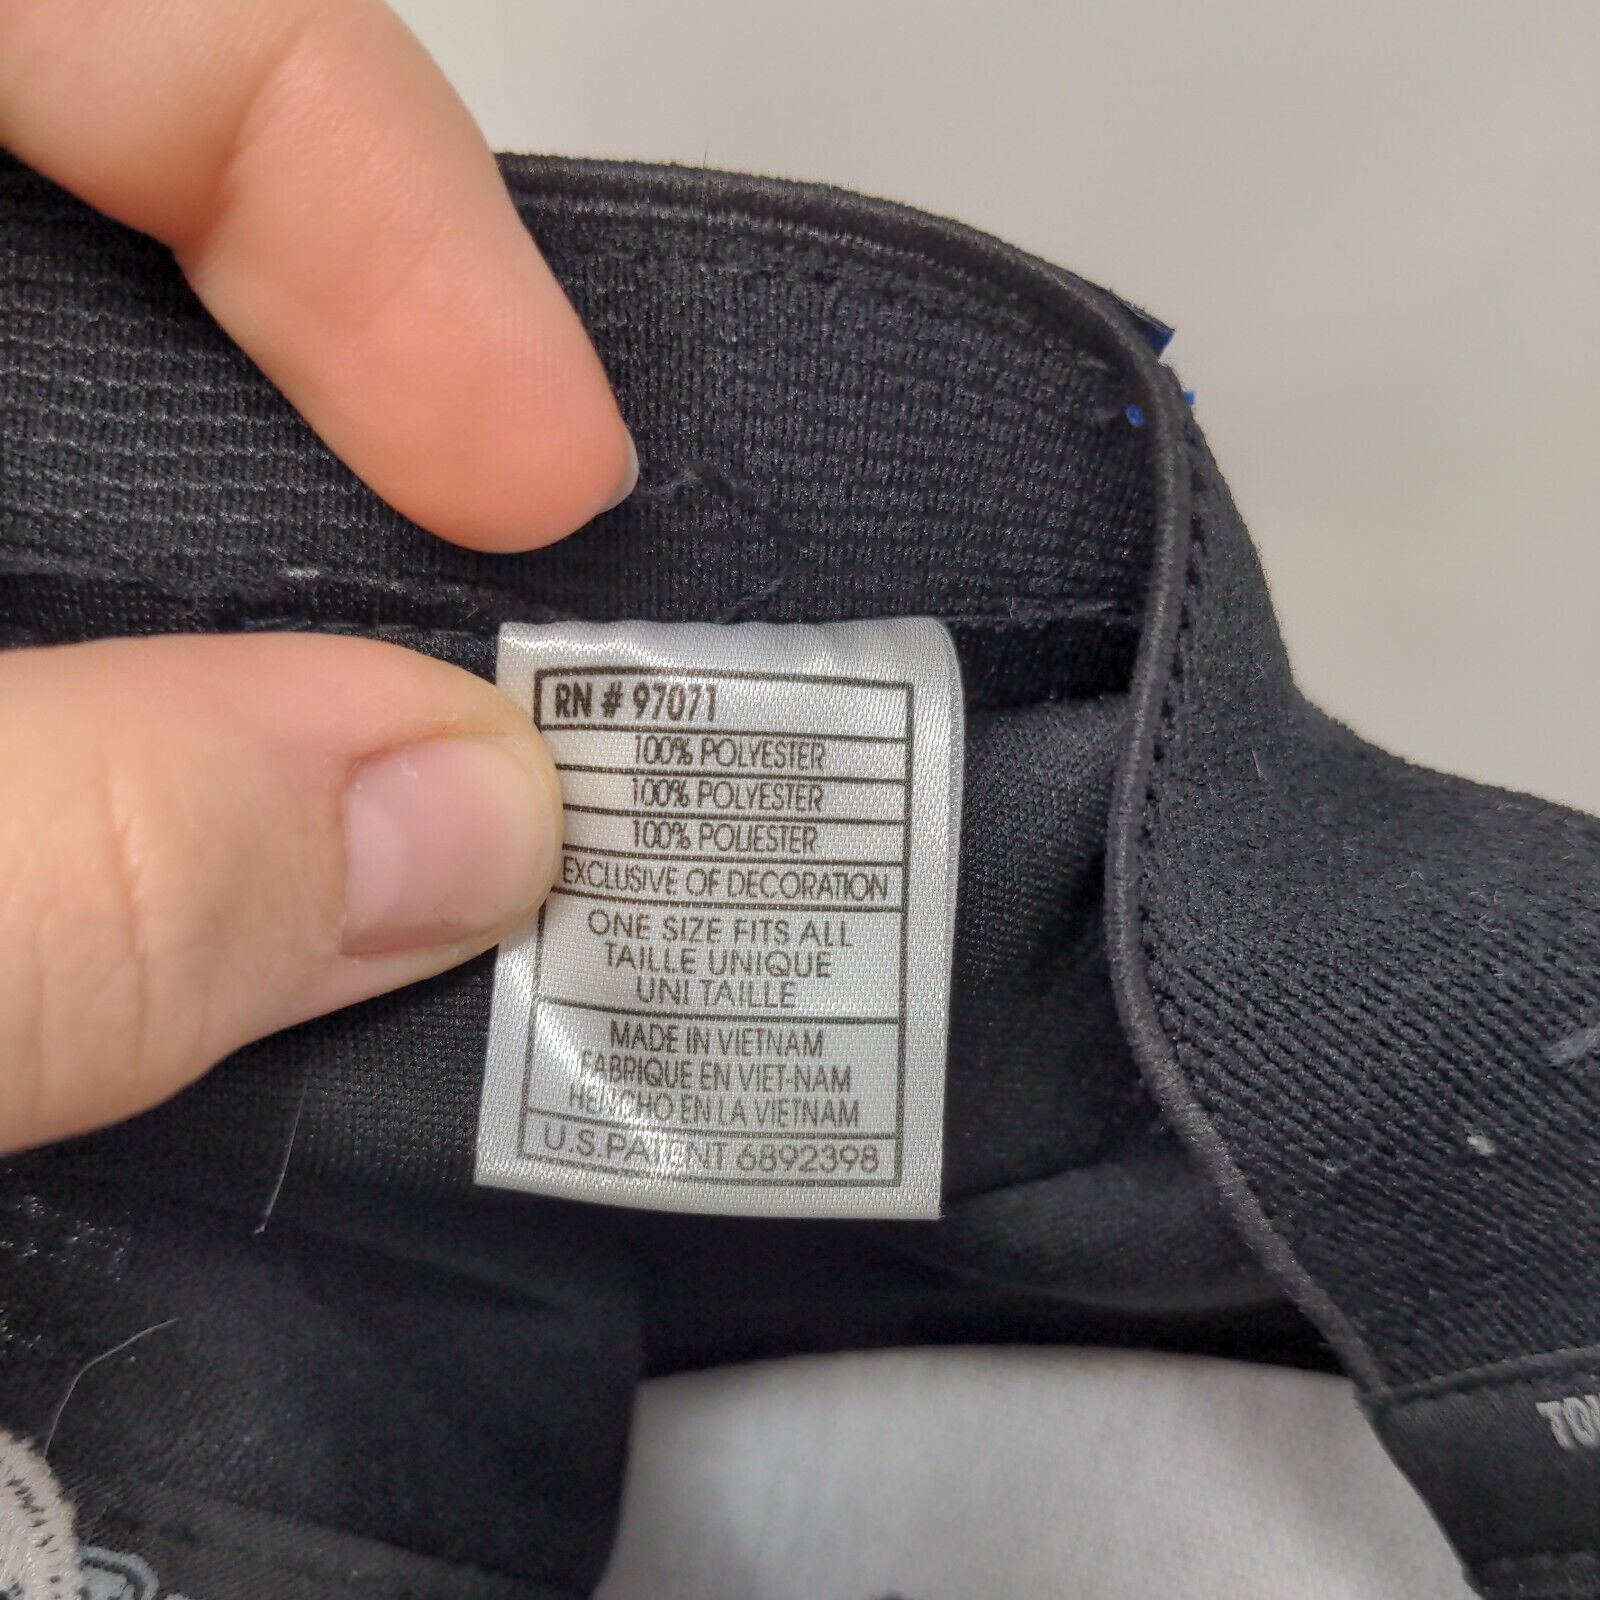 RN # 97071
100% POLYESTER
100% POLYESTER
100% POLIESTER
EXCLUSIVE OF DECORATION
ONE SIZE FITS ALL
TAILLE UNIQUE
UNI TAILLE
MADE IN VIETNAM
FABRIQUE EN VIET-NAM
HEHCHO EN LA VIETNAM
U.S.PATENT 6892398